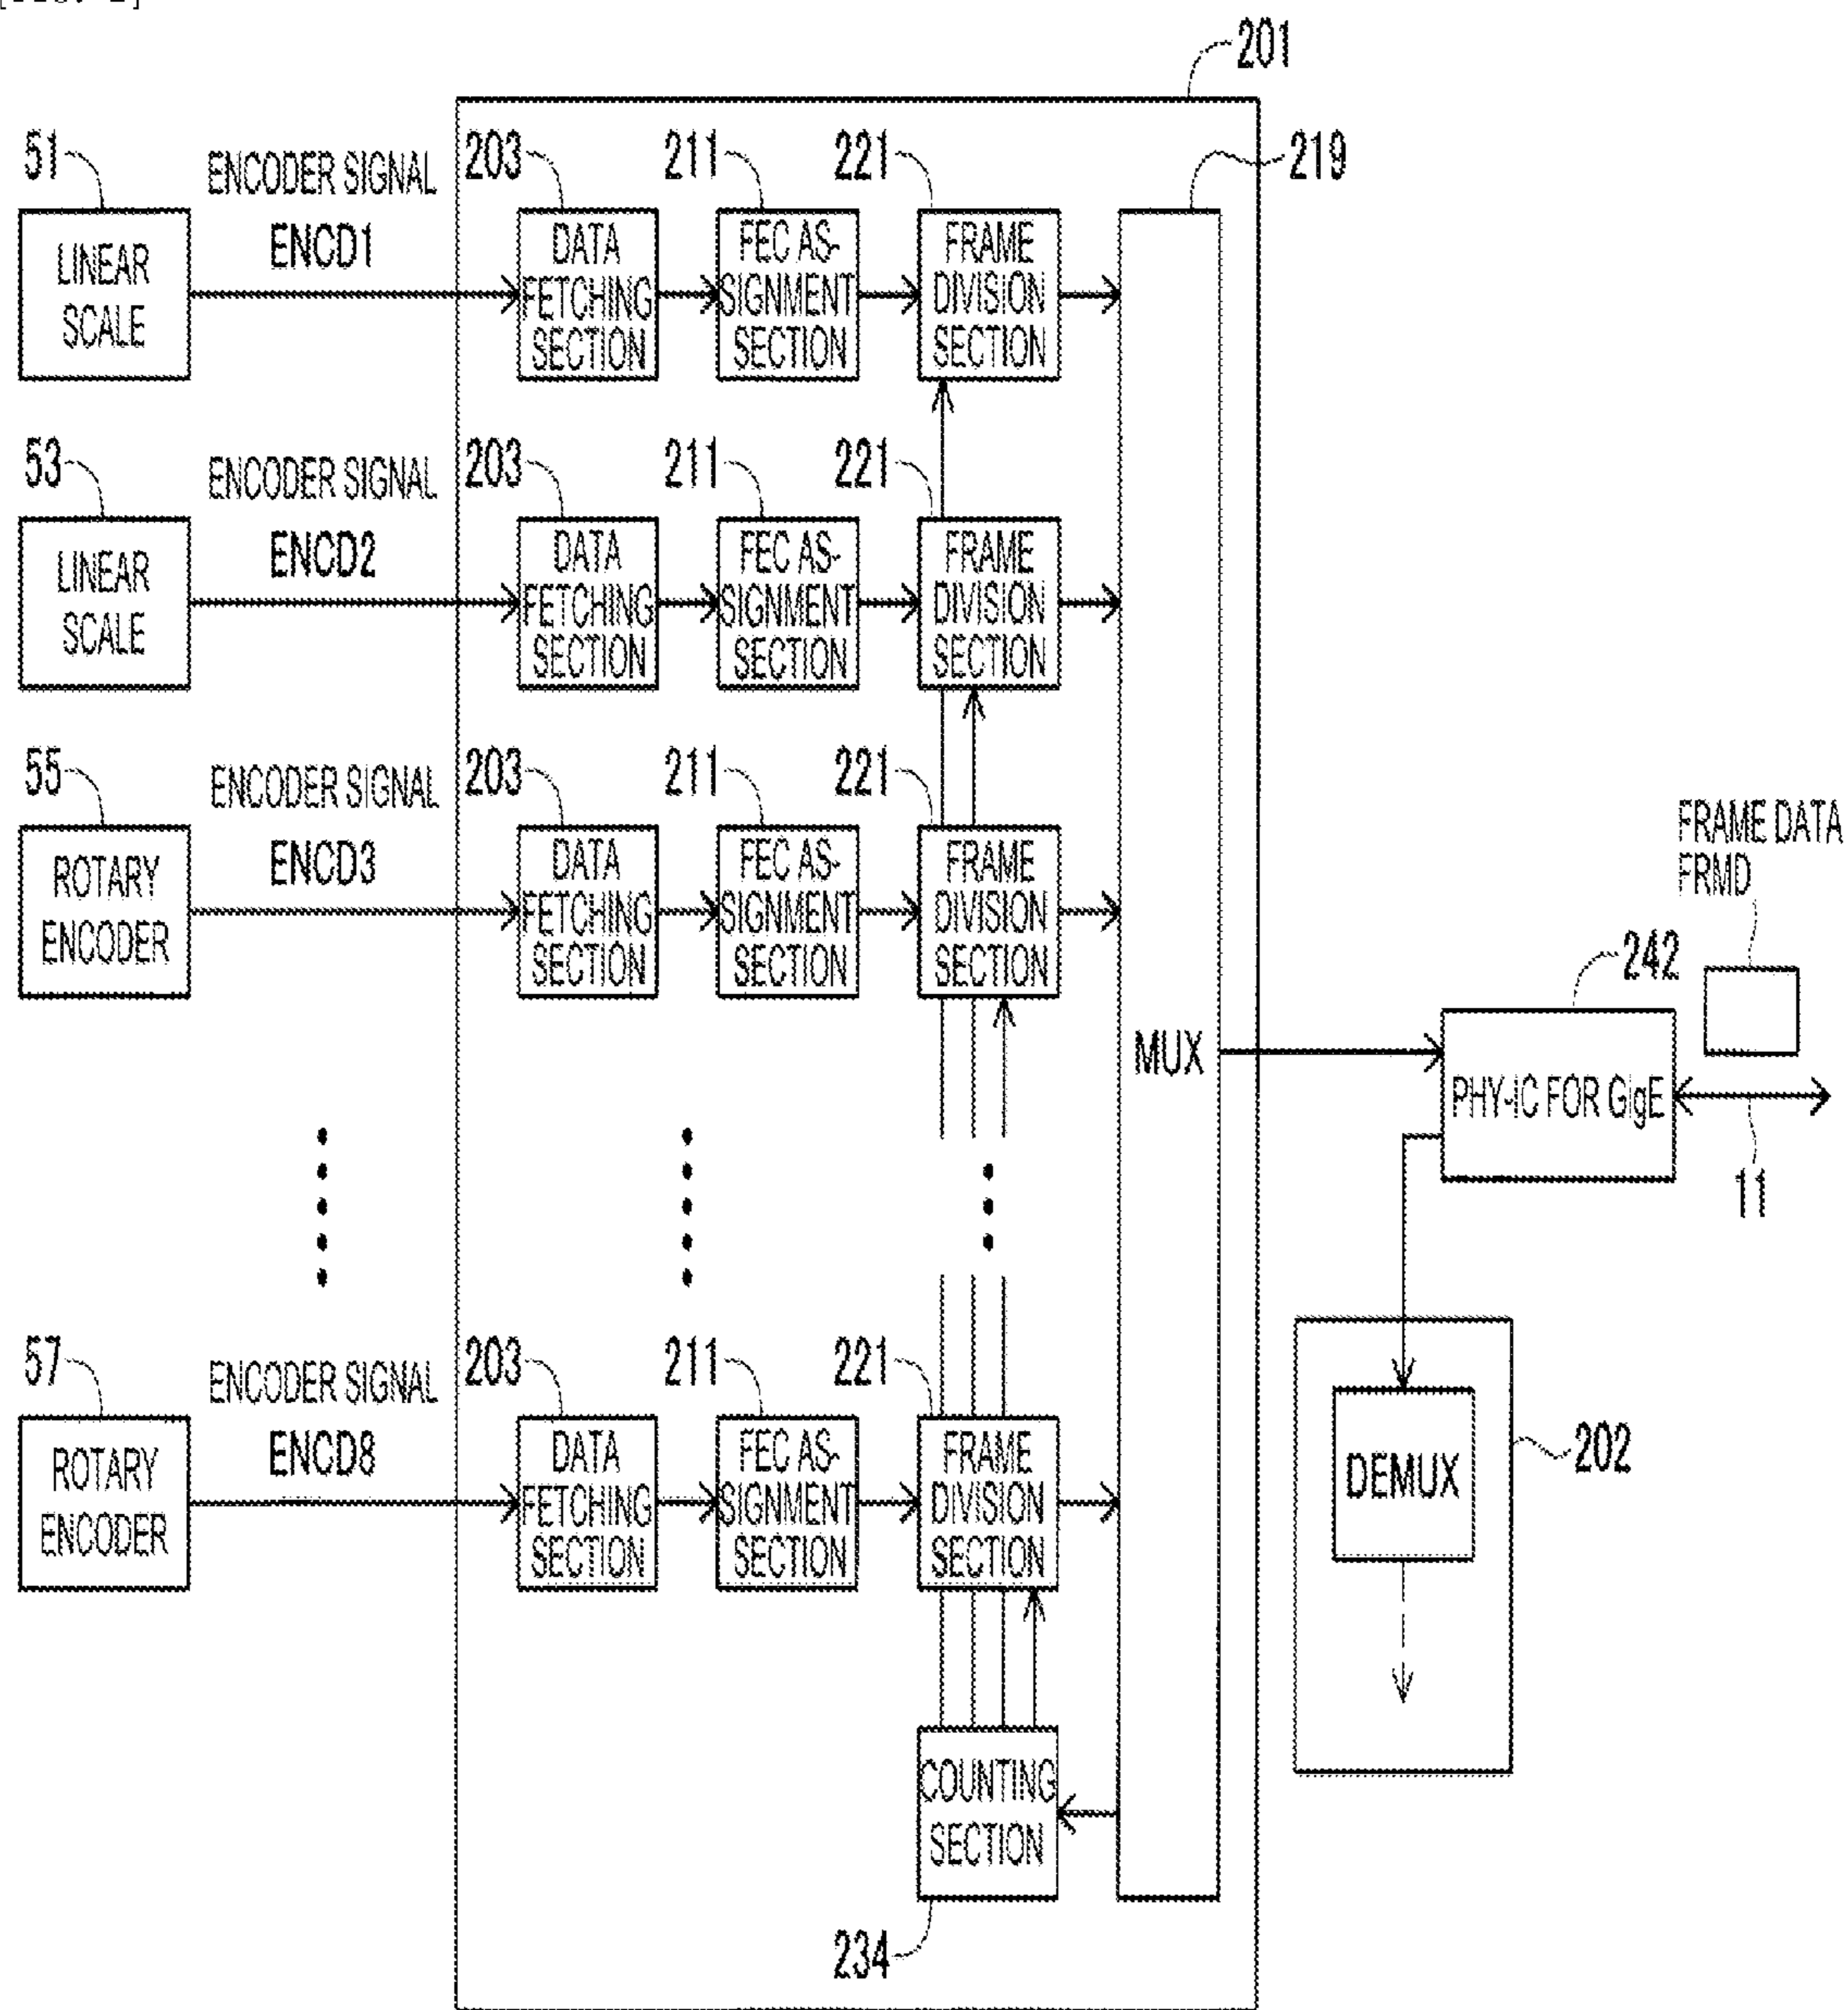 201
219
51
ENCODER SIGNAL
ENCD1
203
211
221
LINEAR
SCALE
DATA
FETCHING
SECTION
FEC AS-
SIGNMENT
SECTION
FRAME
DIVISION
SECTION
53
ENCODER SIGNAL
ENCD2
203
211
221
LINEAR
SCALE
DATA
FETCHING
SECTION
FEC AS-
SIGNMENT
SECTION
FRAME
DIVISION
SECTION
55
ENCODER SIGNAL
ENCD3
203
211
221
ROTARY
ENCODER
DATA
FETCHING
SECTION
FEC AS-
SIGNMENT
SECTION
FRAME
DIVISION
SECTION
FRAME DATA
FRMD
242
MUX
PHY-IC FOR GigE
11
57
ENCODER SIGNAL
ENCD8
203
211
221
ROTARY
ENCODER
DATA
FETCHING
SECTION
FEC AS-
SIGNMENT
SECTION
FRAME
DIVISION
SECTION
DEMUX
202
COUNTING
SECTION
234